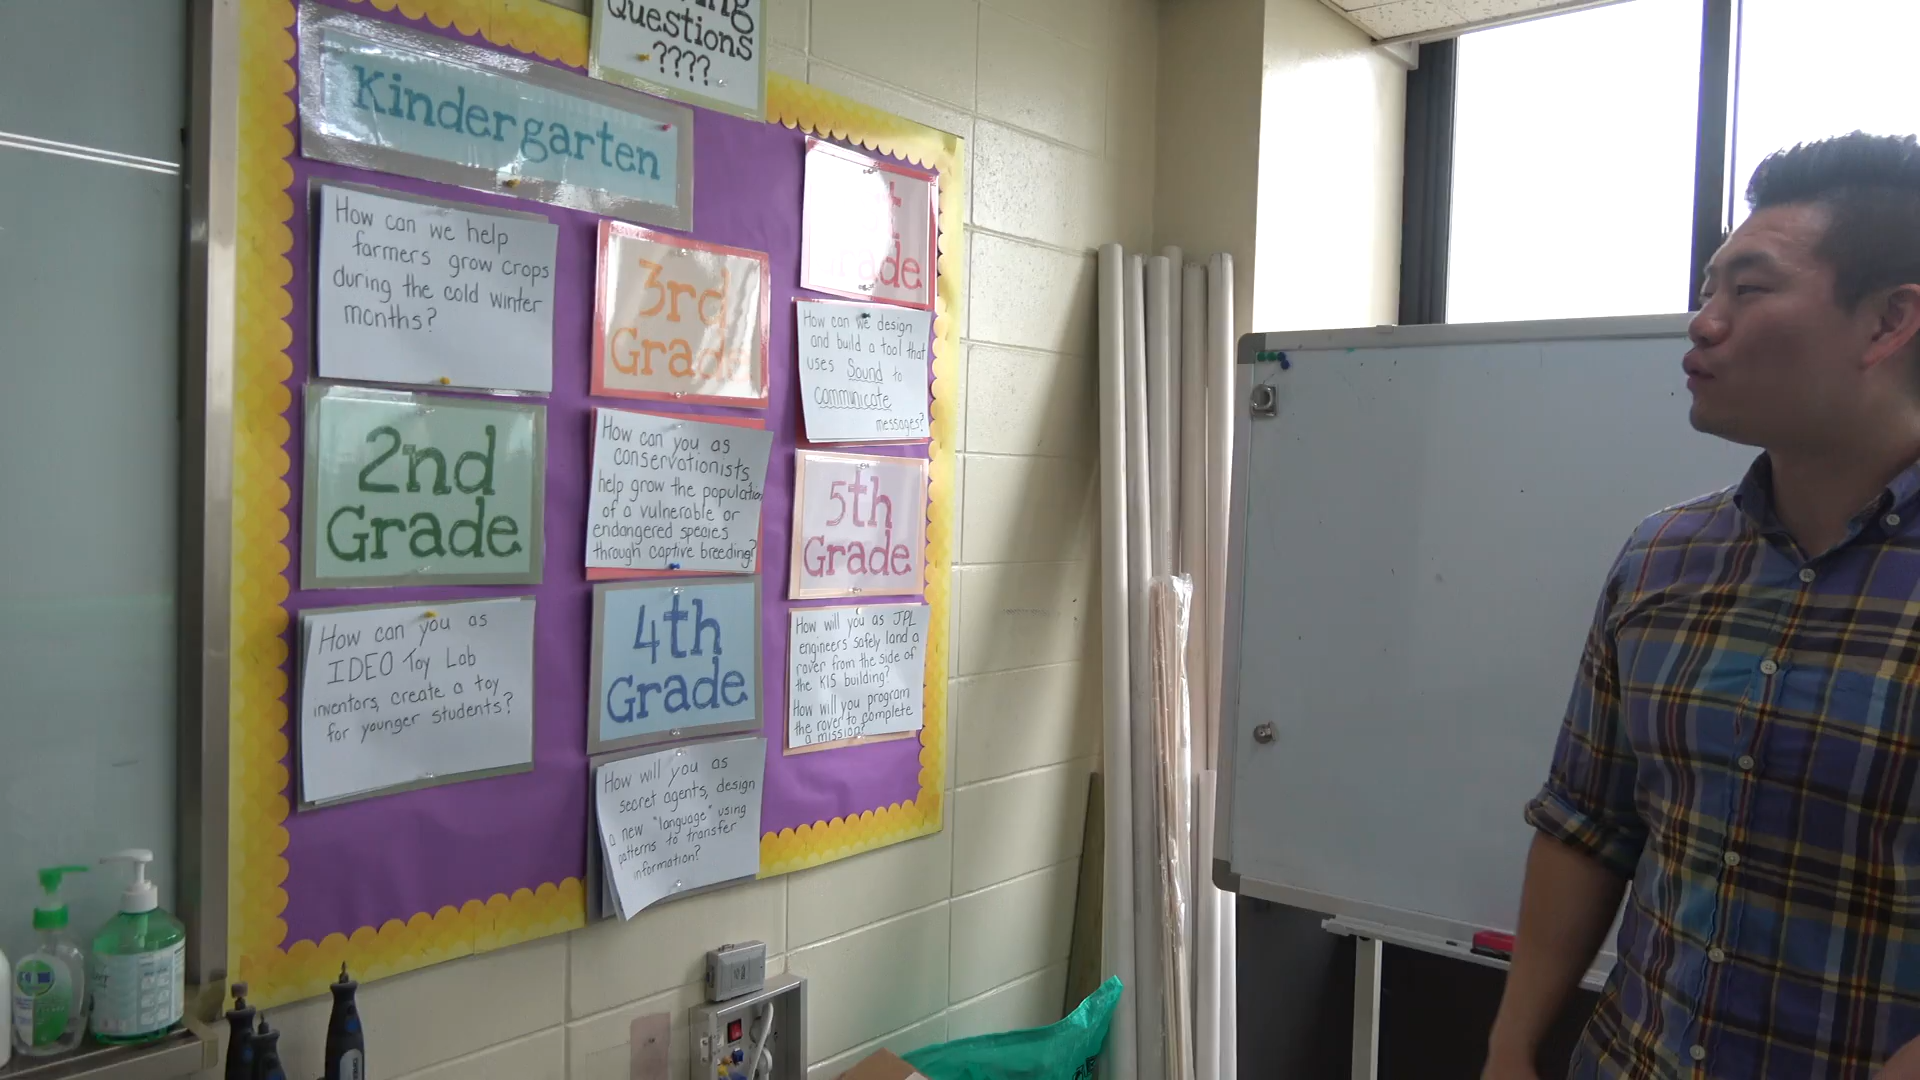 Questions
????
Kindergarten
How can we help
farmers grow crops
during the cold winter
months?
2nd
Grade
How can you as
IDEO Toy Lab
inventors, create a toy
for younger students?
3rd
Grade
How can you as
conservationists
help grow the population
of a vulnerable or
endangered species
through captive breeding?
4th
Grade
How will you as
secret agents, design
a new "language" using
patterns to transfer
information?
Grade
How can we design
and build a tool that
uses Sound to
communicate
messages?
5th
Grade
How will you as JPL
engineers safely land a
rover from the side of
the KIS building?
How will you program
the rover to complete
a mission?